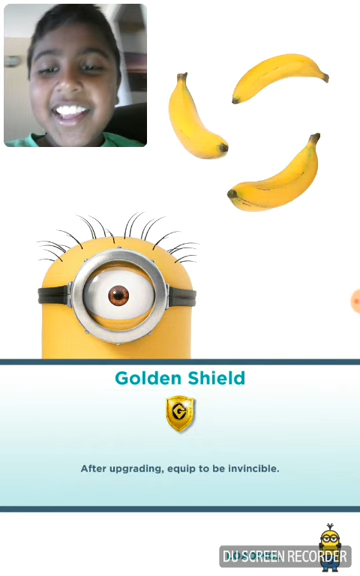 Golden Shield
G
After upgrading, equip to be invincible.
DU SCREEN RECORDER